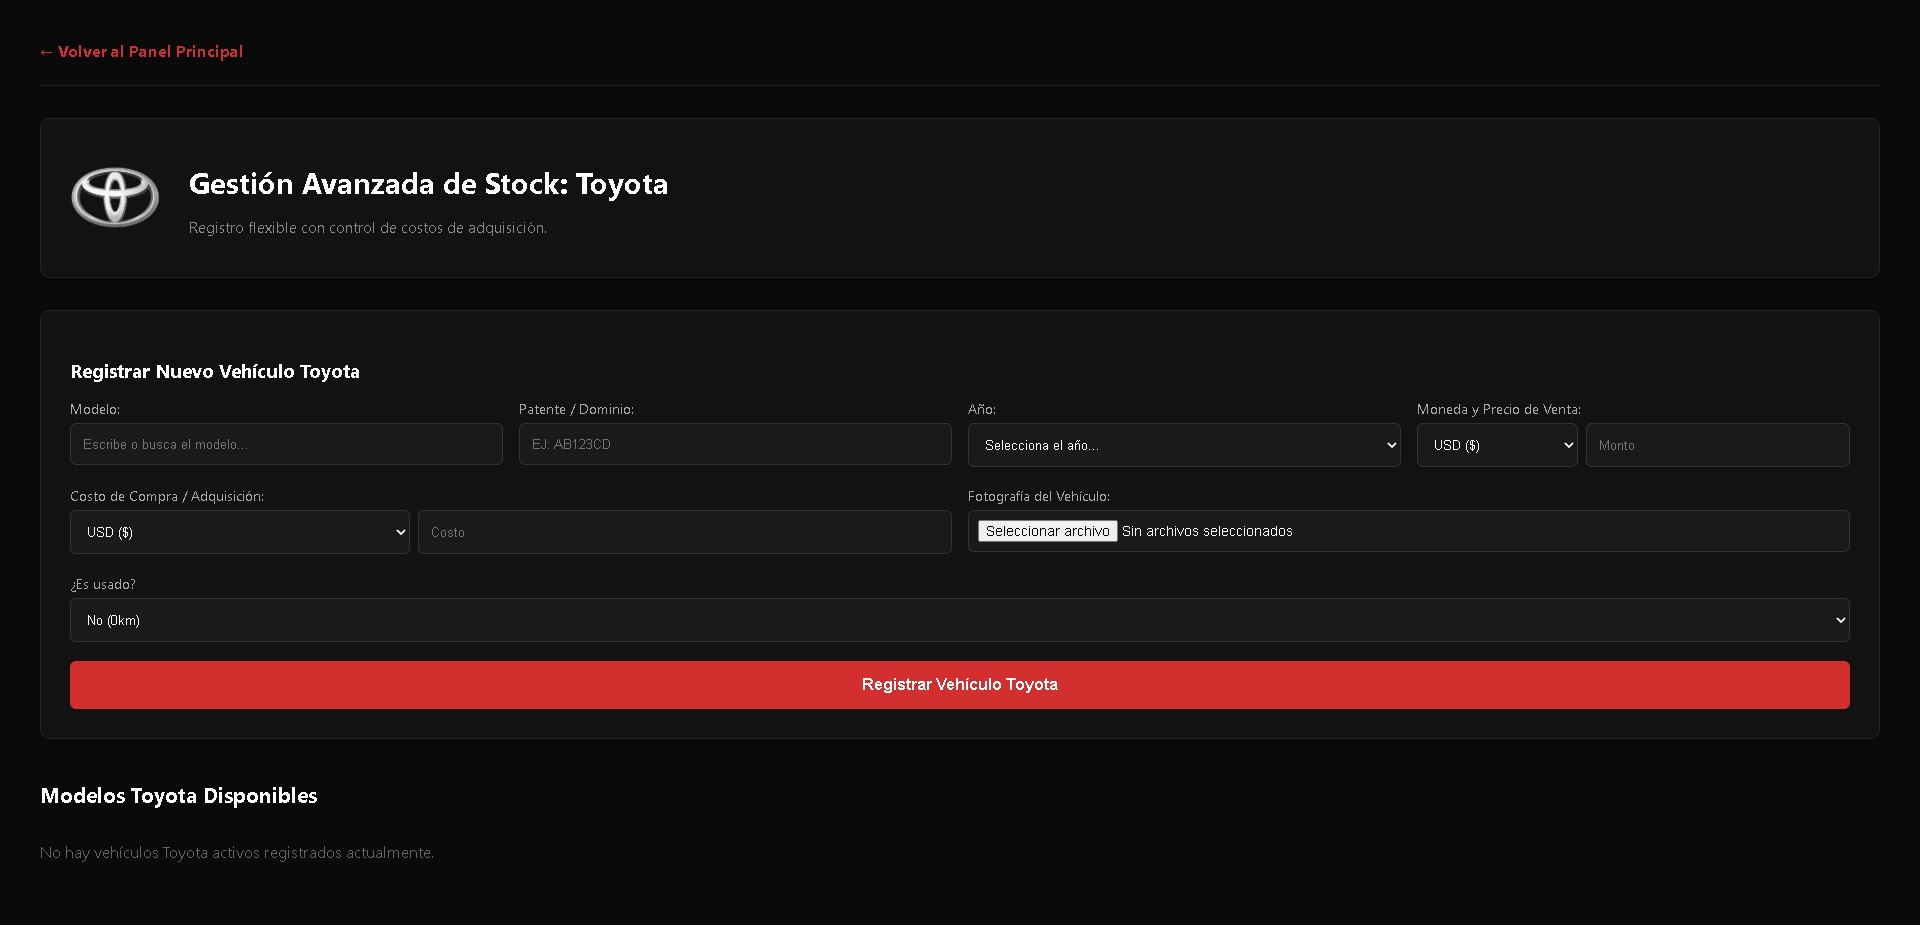 ← Volver al Panel Principal
Gestión Avanzada de Stock: Toyota
Registro flexible con control de costos de adquisición.
Registrar Nuevo Vehículo Toyota
Modelo:
Patente / Dominio:
Año:
Moneda y Precio de Venta:
Escribe o busca el modelo...
EJ: AB123CD
Selecciona el año...
USD ($)
Monto
Costo de Compra / Adquisición:
Fotografía del Vehículo:
USD ($)
Costo
Seleccionar archivo Sin archivos seleccionados
¿Es usado?
No (0km)
Registrar Vehículo Toyota
Modelos Toyota Disponibles
No hay vehículos Toyota activos registrados actualmente.